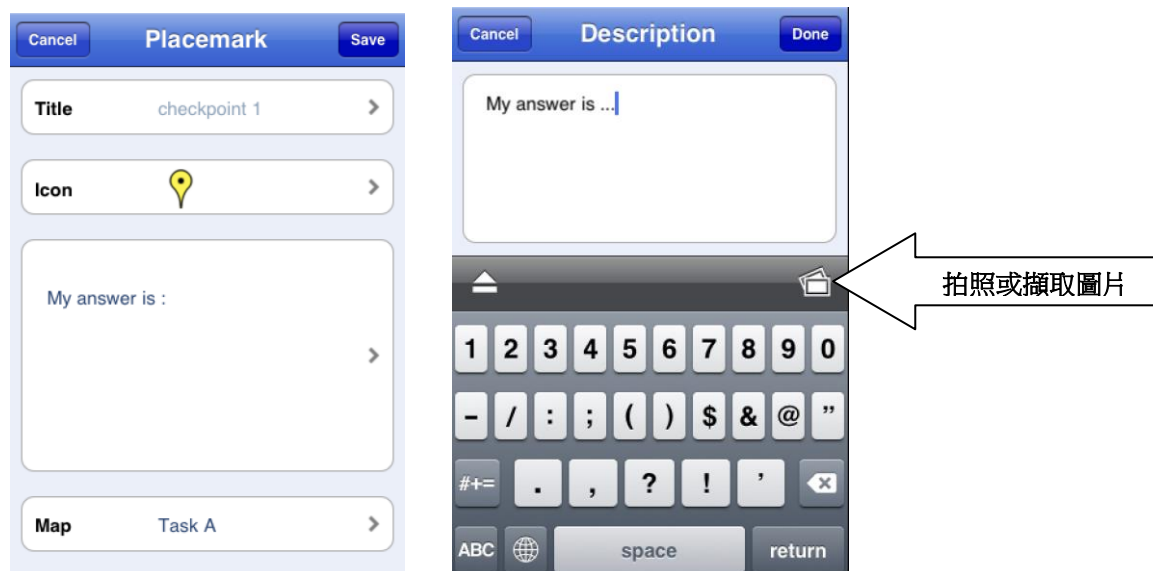 Cancel Placemark Save
Title checkpoint 1
Icon
My answer is :
Map Task A
Cancel Description Done
My answer is ...
拍照或擷取圖片
1 2 3 4 5 6 7 8 9 0
- / : ; ( ) $ & @ ”
#+= . , ? ! ’
ABC space return